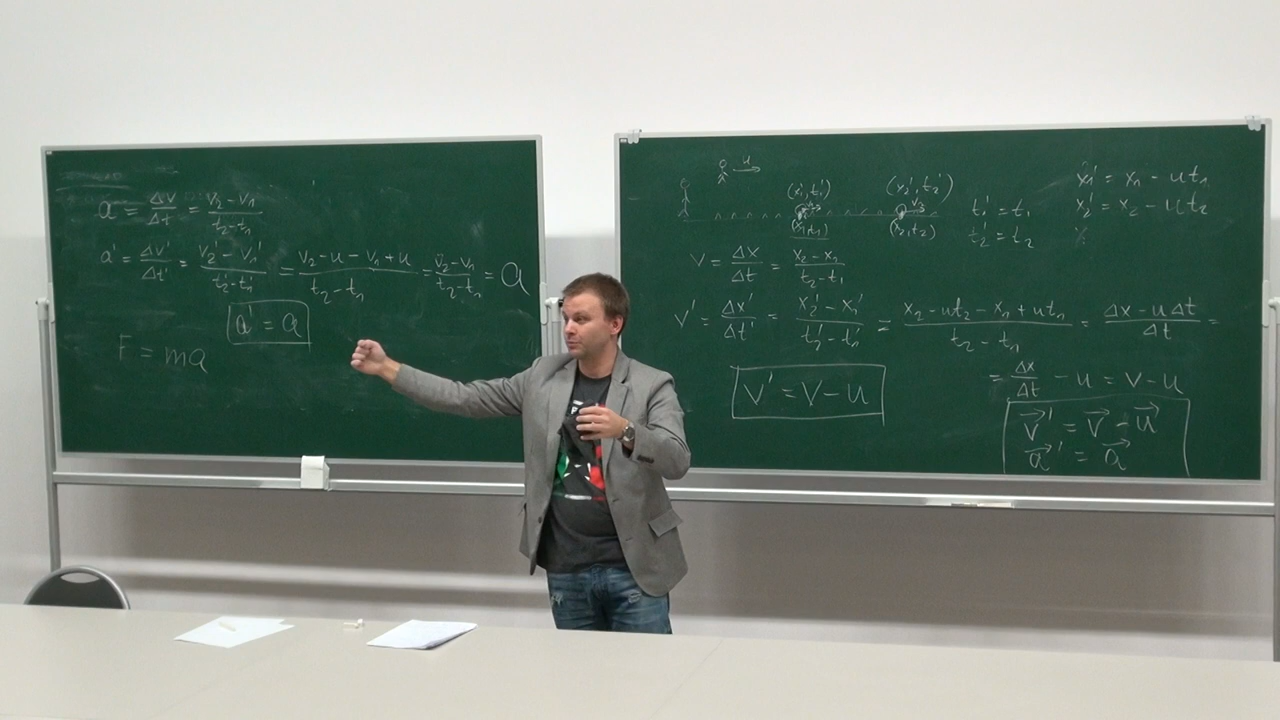 a = Δv/Δt = (v₂ - v₁)/(t₂ - t₁)
a' = Δv'/Δt' = (v₂' - v₁')/(t₂' - t₁') = (v₂ - u - v₁ + u)/(t₂ - t₁) = (v₂ - v₁)/(t₂ - t₁) = a
a' = a
F = ma
u
(x₁', t₁') (x₂', t₂')
(x₁, t₁) (x₂, t₂)
t₁' = t₁
t₂' = t₂
x₁' = x₁ - ut₁
x₂' = x₂ - ut₂
v = Δx/Δt = (x₂ - x₁)/(t₂ - t₁)
v' = Δx'/Δt' = (x₂' - x₁')/(t₂' - t₁') = (x₂ - ut₂ - x₁ + ut₁)/(t₂ - t₁) = (Δx - uΔt)/Δt =
= Δx/Δt - u = v - u
v' = v - u
v⃗' = v⃗ - u⃗
a⃗' = a⃗